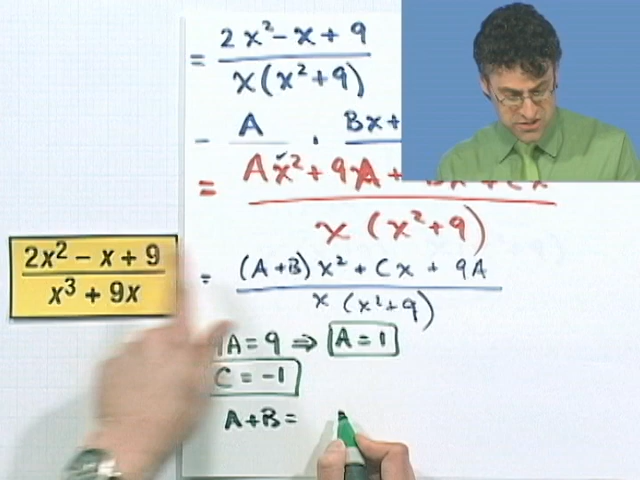 = 2x² - x + 9
x(x² + 9)
A Bx+
= Ax² + 9A +
x (x² + 9)
2x² - x + 9
x³ + 9x
= (A+B) x² + Cx + 9A
x (x² + 9)
A = 9 ⇒ A = 1
C = -1
A+B =